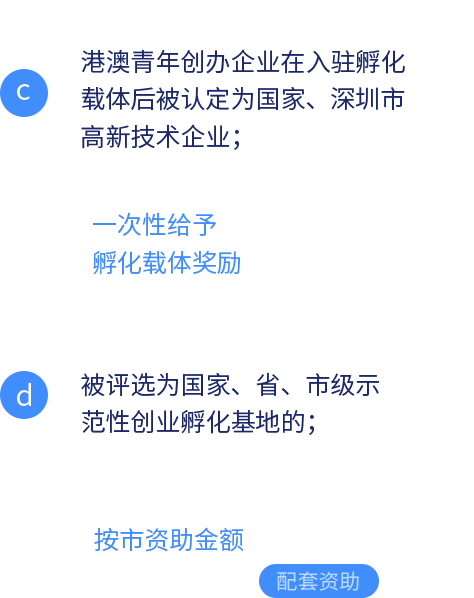 c
港澳青年创办企业在入驻孵化
载体后被认定为国家、深圳市
高新技术企业；
一次性给予
孵化载体奖励
d
被评选为国家、省、市级示
范性创业孵化基地的；
按市资助金额
配套资助